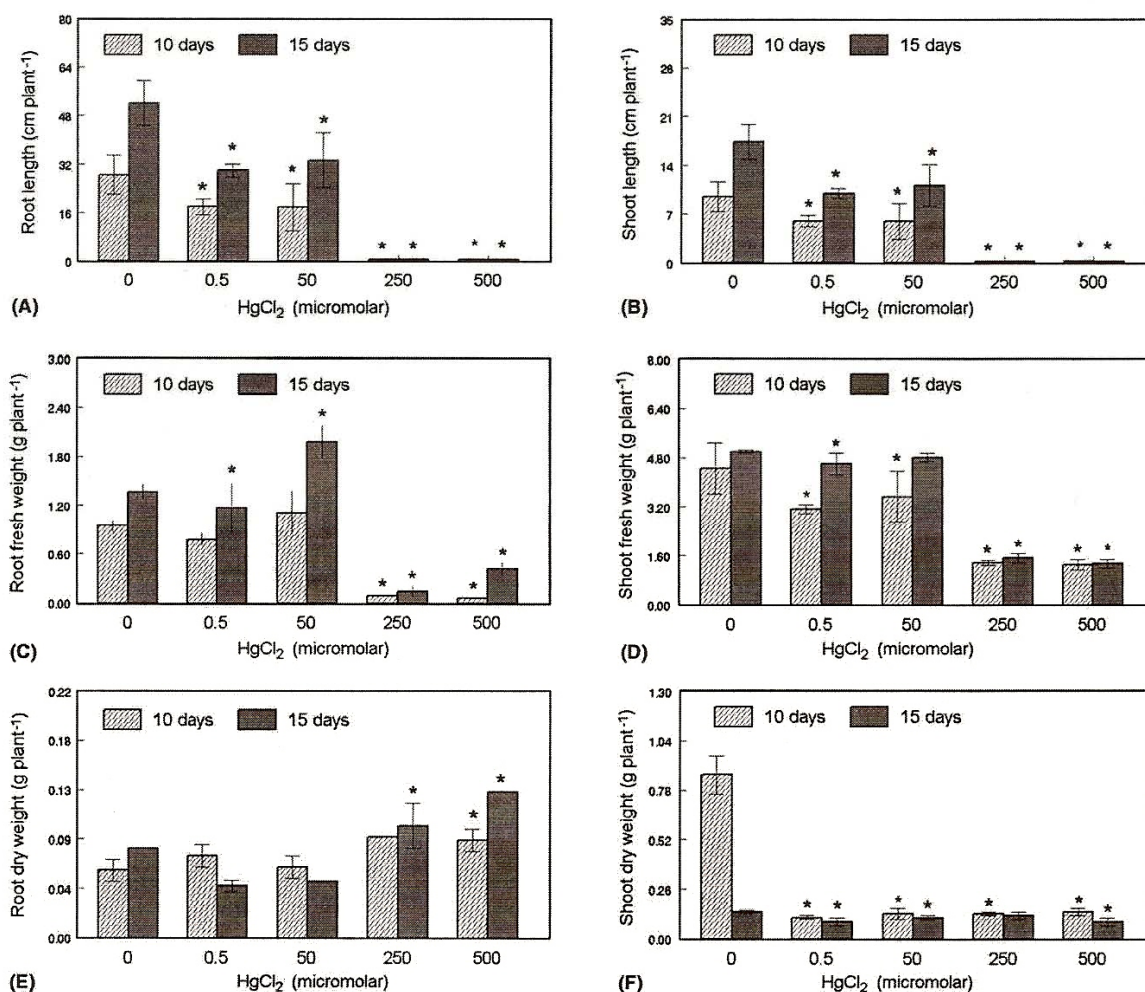 80
64
48
32
16
0
Root length (cm plant-1)
10 days 15 days
* * * * * * * *
0 0.5 50 250 500
HgCl2 (micromolar)
(A)
35
28
21
14
7
0
Shoot length (cm plant-1)
10 days 15 days
* * * * * * * *
0 0.5 50 250 500
HgCl2 (micromolar)
(B)
3.00
2.40
1.80
1.20
0.60
0.00
Root fresh weight (g plant-1)
10 days 15 days
* * * * * *
0 0.5 50 250 500
HgCl2 (micromolar)
(C)
8.00
6.40
4.80
3.20
1.60
0.00
Shoot fresh weight (g plant-1)
10 days 15 days
* * * * * * *
0 0.5 50 250 500
HgCl2 (micromolar)
(D)
0.22
0.18
0.13
0.09
0.04
0.00
Root dry weight (g plant-1)
10 days 15 days
* * *
0 0.5 50 250 500
HgCl2 (micromolar)
(E)
1.30
1.04
0.78
0.52
0.26
0.00
Shoot dry weight (g plant-1)
10 days 15 days
* * * * * * *
0 0.5 50 250 500
HgCl2 (micromolar)
(F)